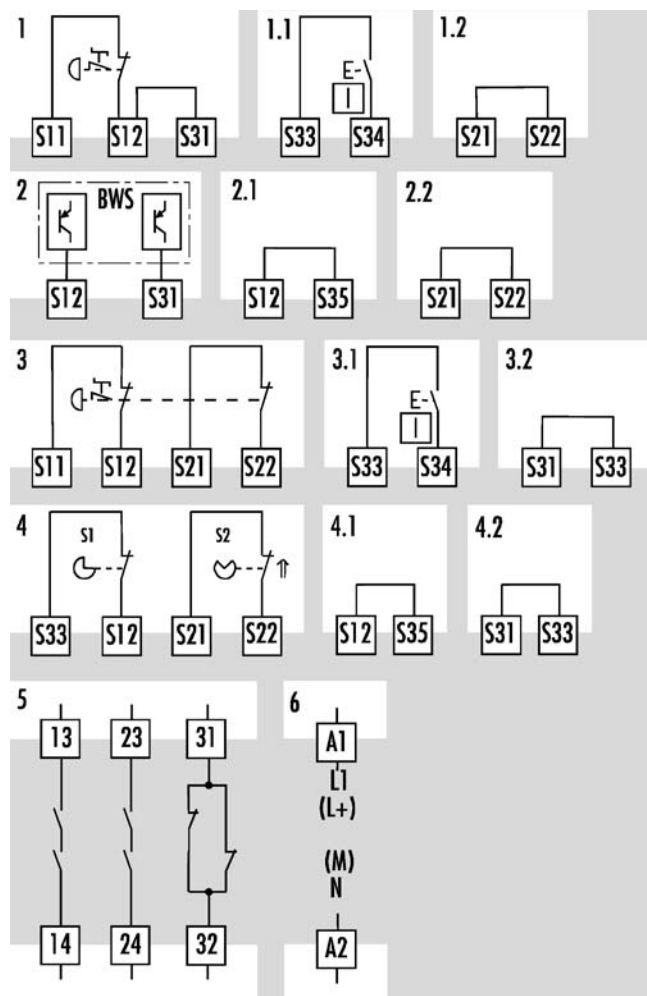 1 1.1 1.2
E-
I
S11 S12 S31 S33 S34 S21 S22
2 BWS 2.1 2.2
S12 S31 S12 S35 S21 S22
3 3.1 3.2
E-
I
S11 S12 S21 S22 S33 S34 S31 S33
4 4.1 4.2
S1 S2
S33 S12 S21 S22 S12 S35 S31 S33
5 6
13 23 31 A1
L1
(L+)
(M)
N
14 24 32 A2